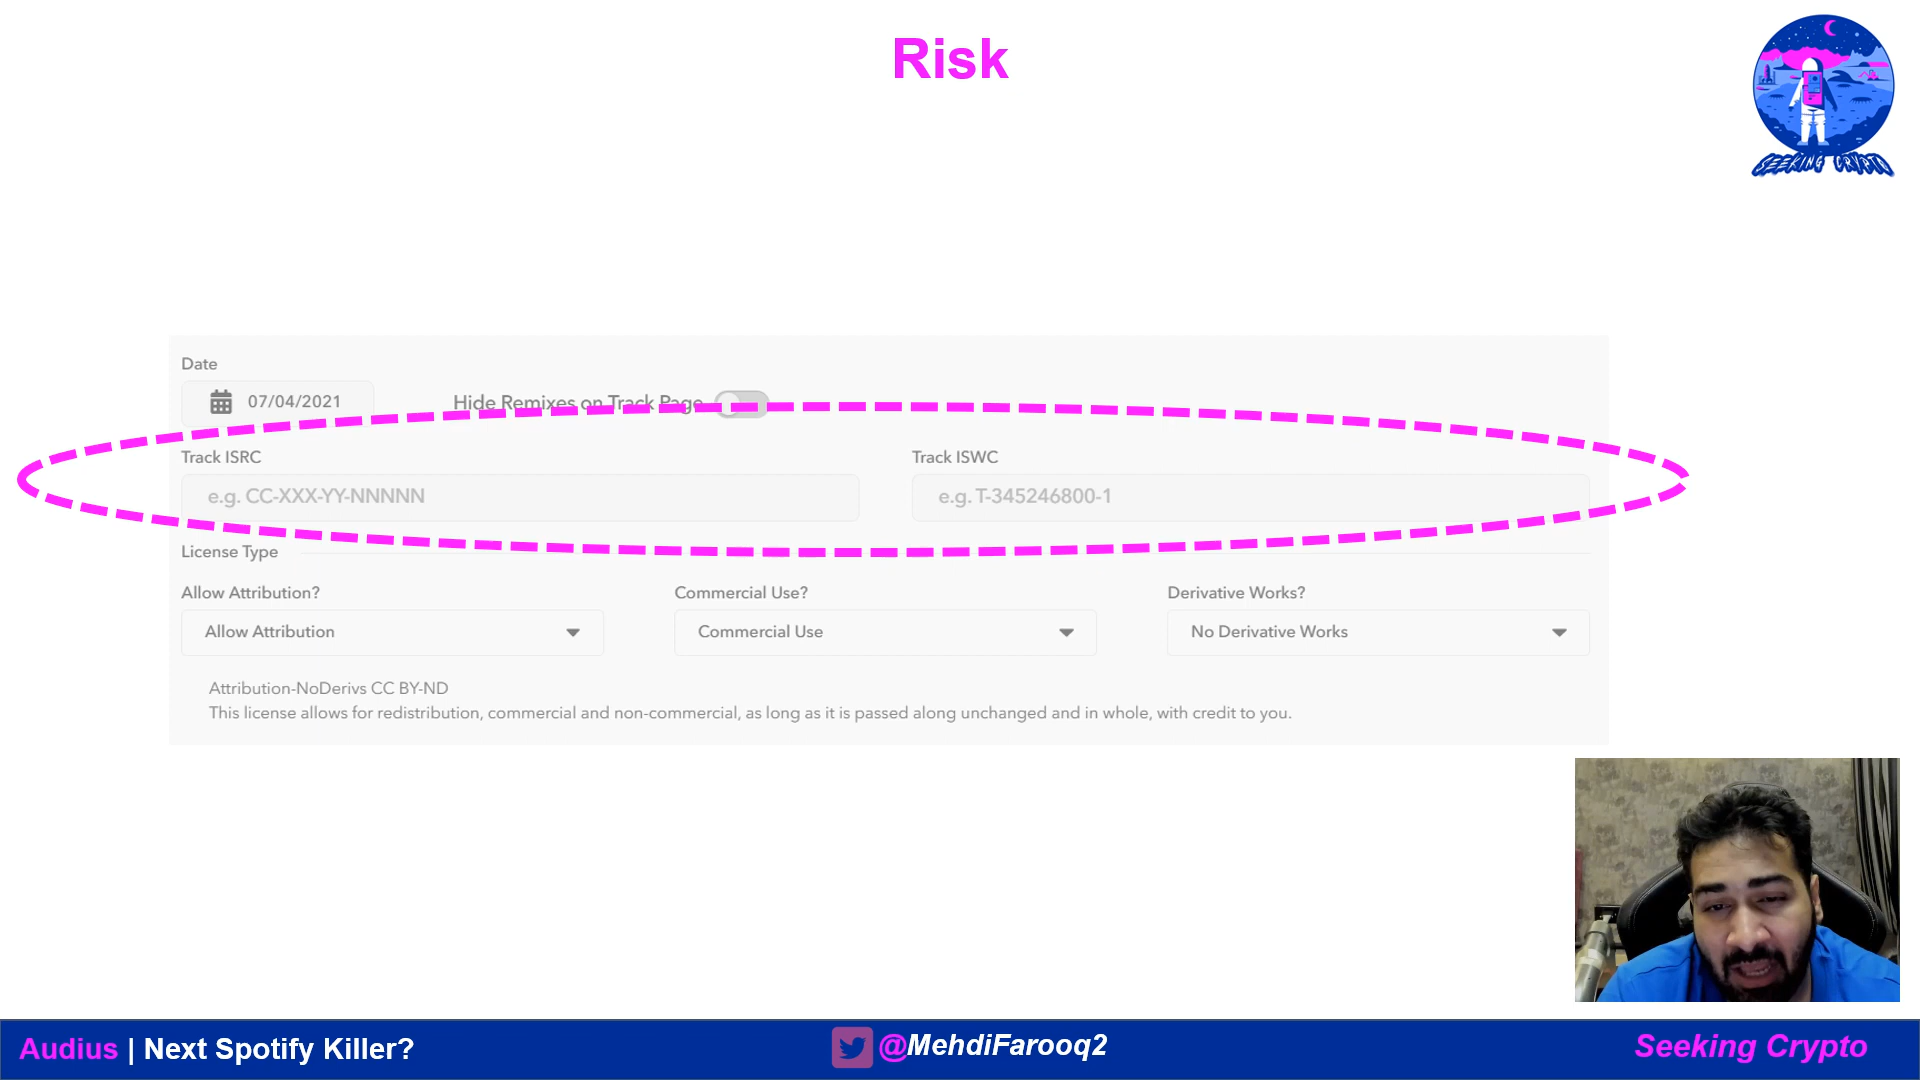 Risk
SEEKING CRYPTO
Date
07/04/2021
Hide Remixes on Track Page
Track ISRC
Track ISWC
e.g. CC-XXX-YY-NNNNN
e.g. T-345246800-1
License Type
Allow Attribution?
Commercial Use?
Derivative Works?
Allow Attribution
Commercial Use
No Derivative Works
Attribution-NoDerivs CC BY-ND
This license allows for redistribution, commercial and non-commercial, as long as it is passed along unchanged and in whole, with credit to you.
Audius | Next Spotify Killer?
@MehdiFarooq2
Seeking Crypto